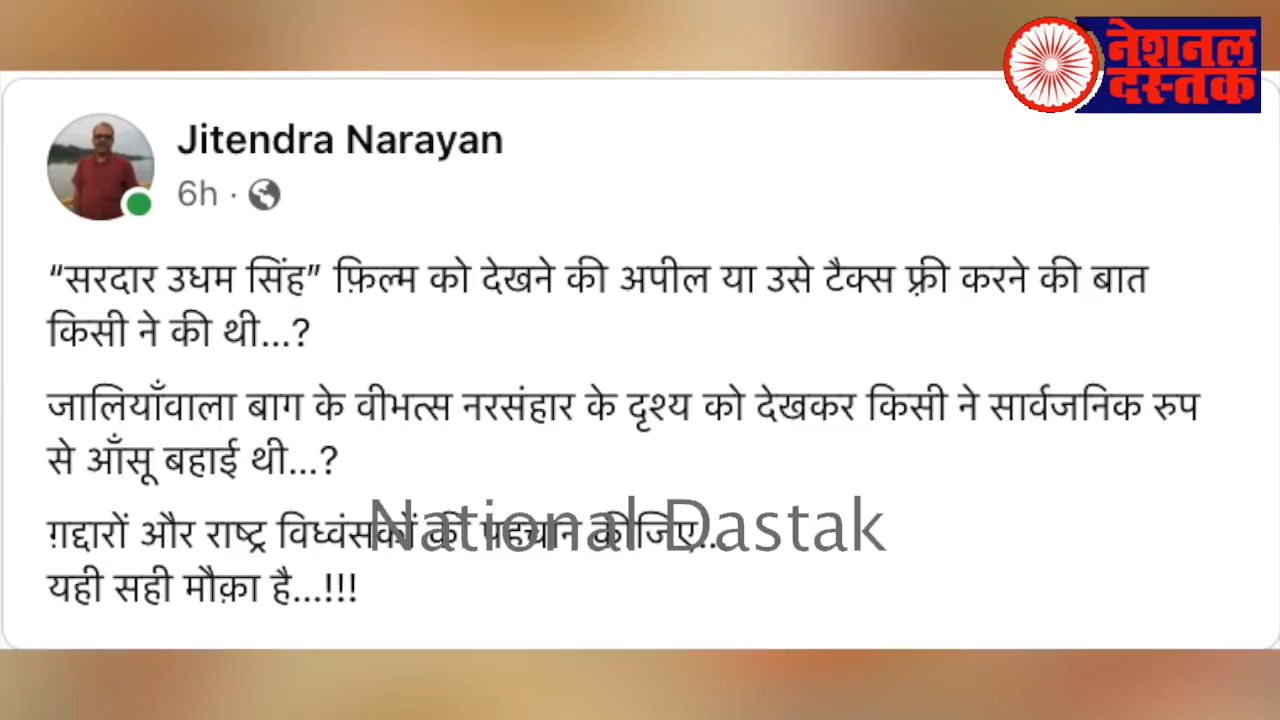 नेशनल
दस्तक
Jitendra Narayan
6h ·
“सरदार उधम सिंह” फ़िल्म को देखने की अपील या उसे टैक्स फ़्री करने की बात
किसी ने की थी...?
जालियाँवाला बाग के वीभत्स नरसंहार के दृश्य को देखकर किसी ने सार्वजनिक रुप
से आँसू बहाई थी...?
ग़द्दारों और राष्ट्र विध्वंसकों की पहचान कीजिए...
National Dastak
यही सही मौक़ा है...!!!